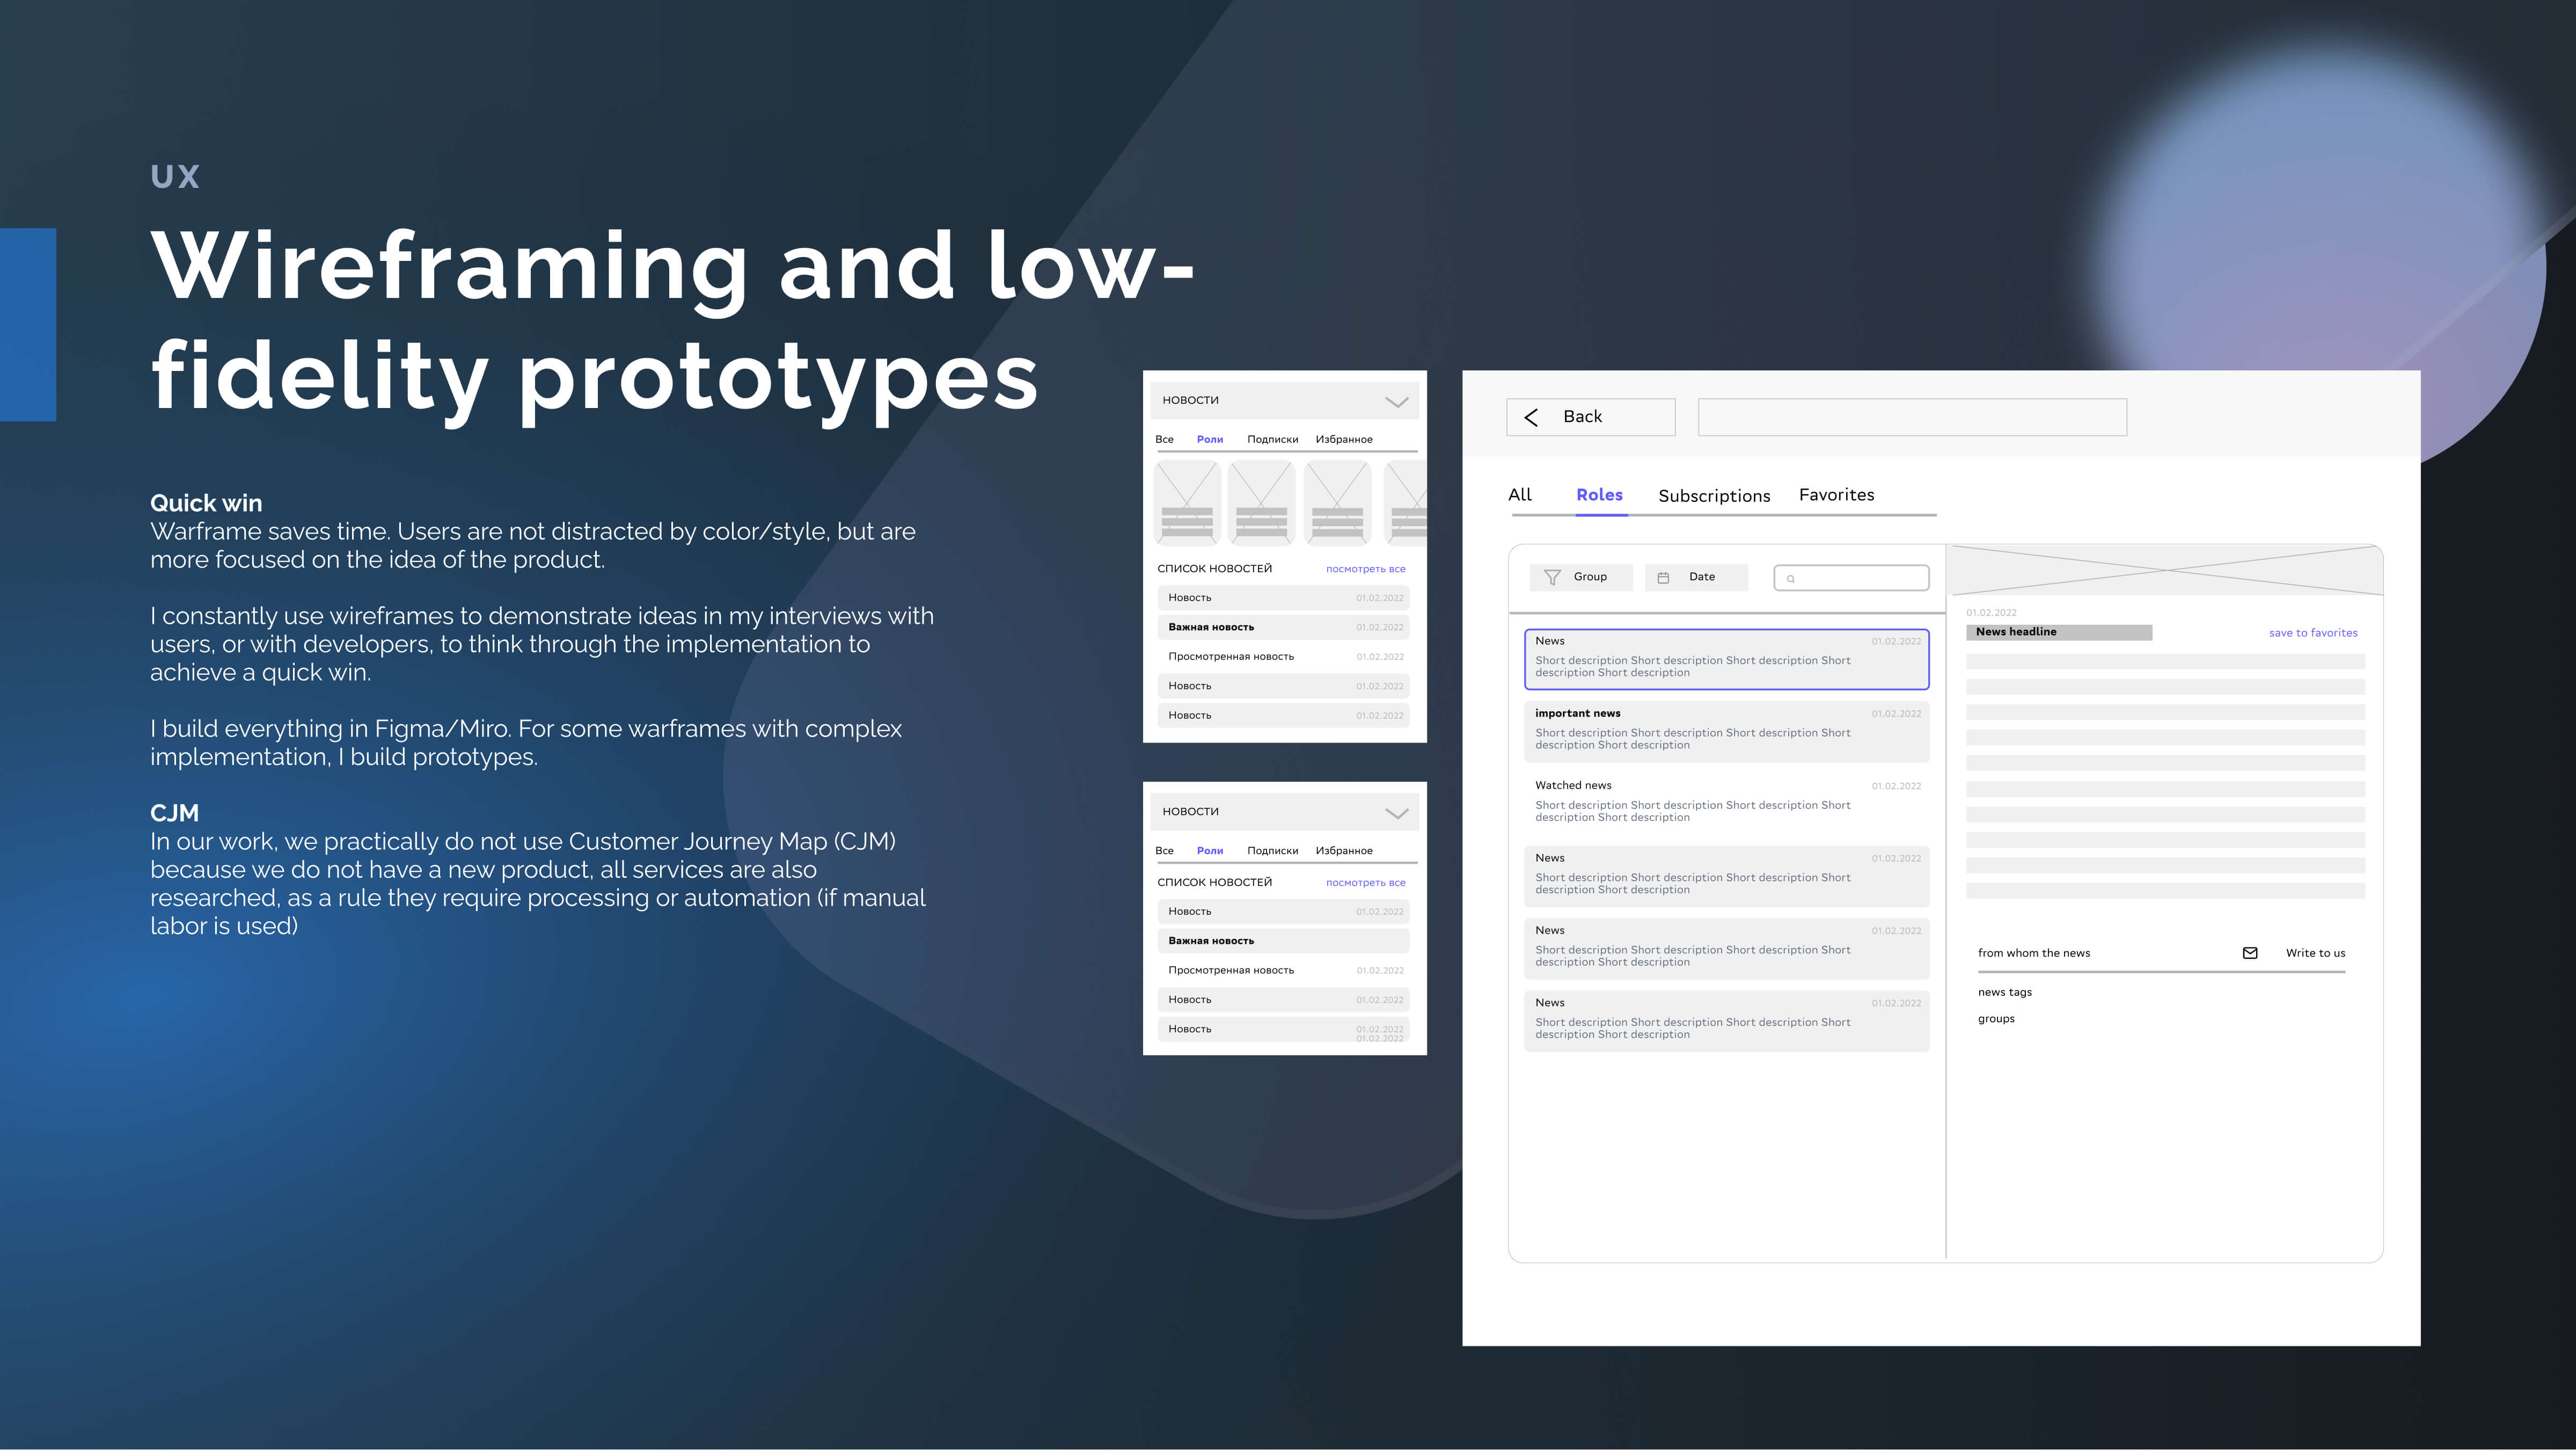 UX
Wireframing and low-
fidelity prototypes
Quick win
Warframe saves time. Users are not distracted by color/style, but are
more focused on the idea of the product.
I constantly use wireframes to demonstrate ideas in my interviews with
users, or with developers, to think through the implementation to
achieve a quick win.
I build everything in Figma/Miro. For some warframes with complex
implementation, I build prototypes.
CJM
In our work, we practically do not use Customer Journey Map (CJM)
because we do not have a new product, all services are also
researched, as a rule they require processing or automation (if manual
labor is used)
НОВОСТИ
Все Роли Подписки Избранное
СПИСОК НОВОСТЕЙ посмотреть все
Новость 01.02.2022
Важная новость 01.02.2022
Просмотренная новость 01.02.2022
Новость 01.02.2022
Новость 01.02.2022
НОВОСТИ
Все Роли Подписки Избранное
СПИСОК НОВОСТЕЙ посмотреть все
Новость 01.02.2022
Важная новость
Просмотренная новость 01.02.2022
Новость 01.02.2022
Новость 01.02.2022
01.02.2022
Back
All Roles Subscriptions Favorites
Group Date
News 01.02.2022
Short description Short description Short description Short
description Short description
important news 01.02.2022
Short description Short description Short description Short
description Short description
Watched news 01.02.2022
Short description Short description Short description Short
description Short description
News 01.02.2022
Short description Short description Short description Short
description Short description
News 01.02.2022
Short description Short description Short description Short
description Short description
News 01.02.2022
Short description Short description Short description Short
description Short description
01.02.2022
News headline save to favorites
from whom the news Write to us
news tags
groups